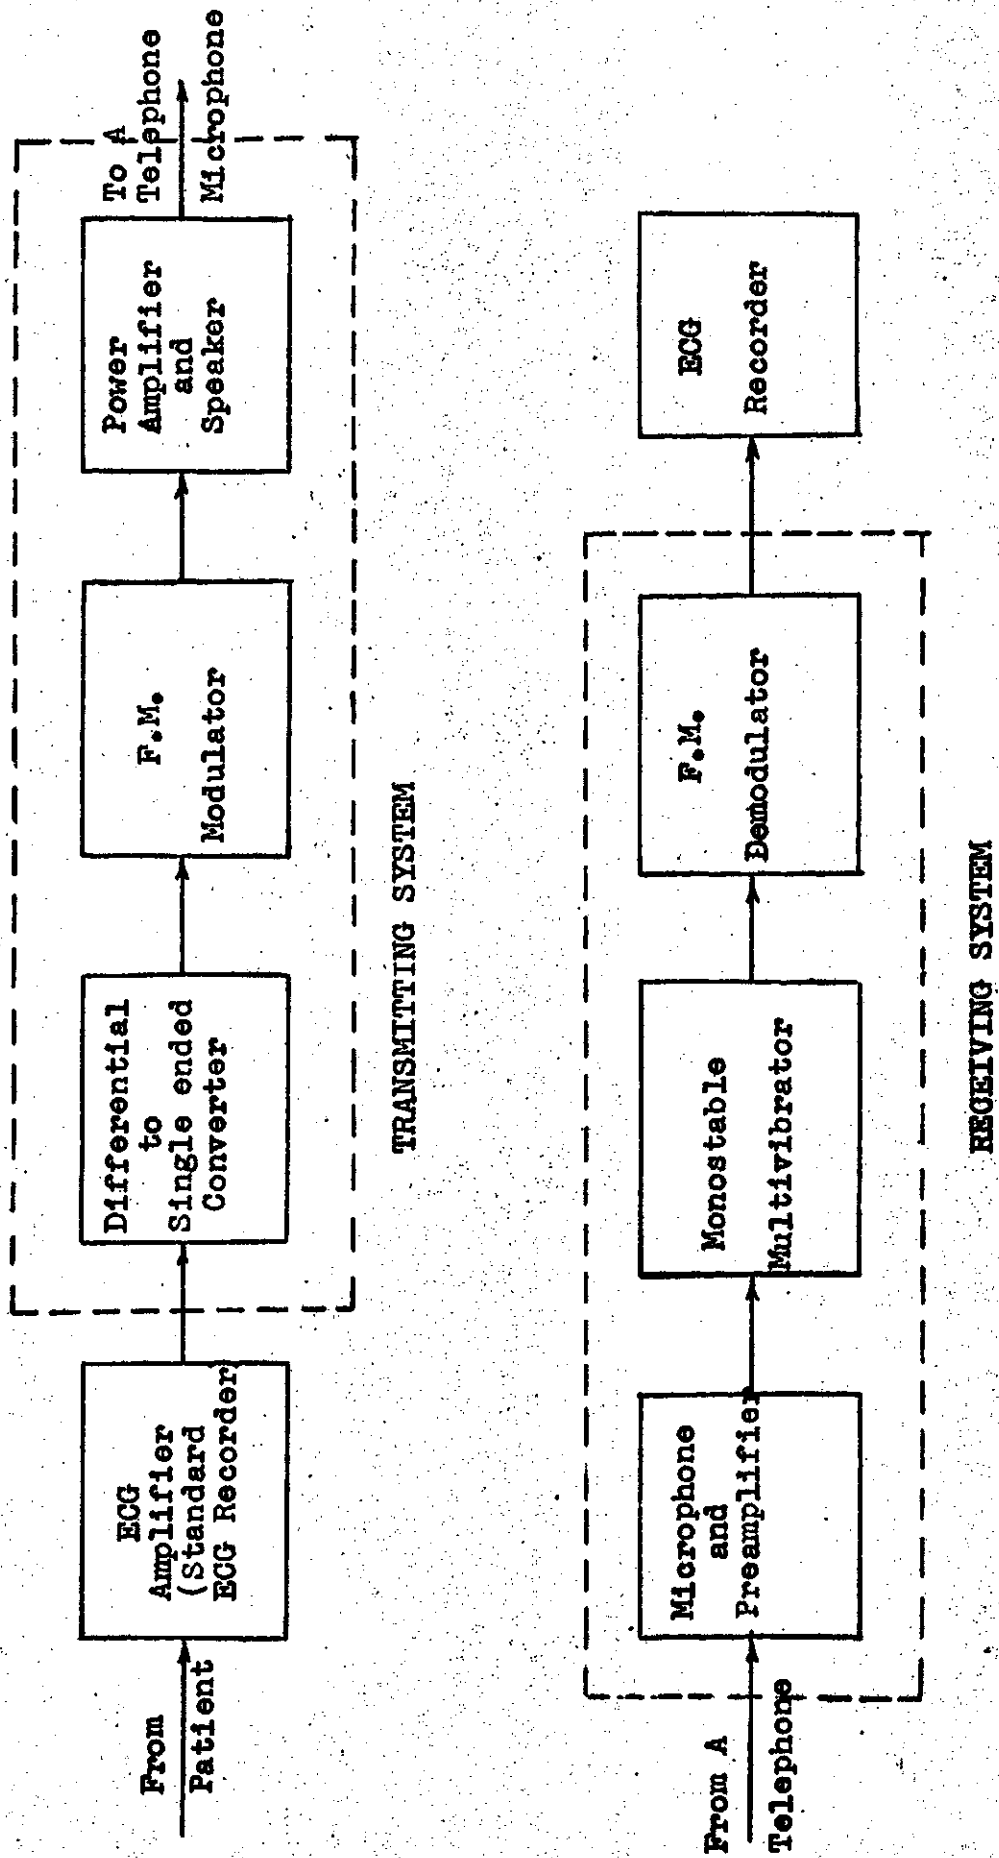 From
Patient
ECG
Amplifier
(Standard
ECG Recorder
Differential
to
Single ended
Converter
F.M.
Modulator
Power
Amplifier
and
Speaker
To A
Telephone
Microphone
TRANSMITTING SYSTEM
From A
Telephone
Microphone
and
Preamplifier
Monostable
Multivibrator
F.M.
Demodulator
ECG
Recorder
RECEIVING SYSTEM